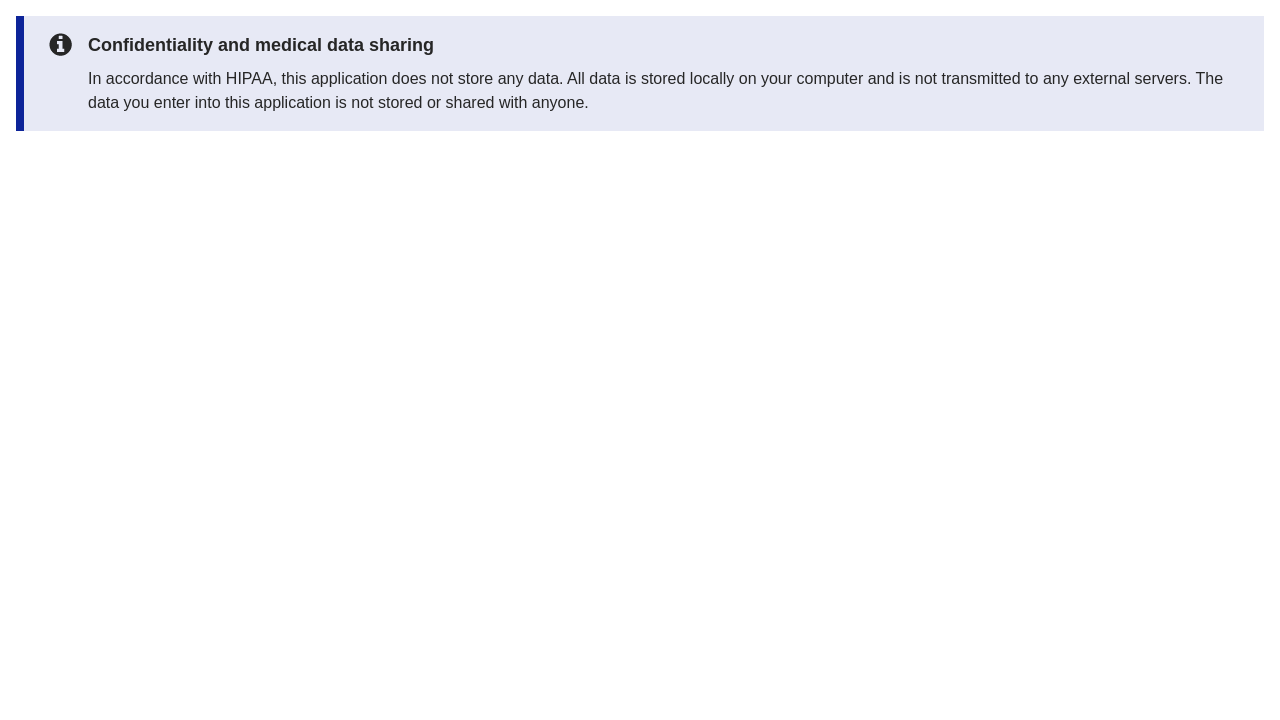 Confidentiality and medical data sharing
In accordance with HIPAA, this application does not store any data. All data is stored locally on your computer and is not transmitted to any external servers. The
data you enter into this application is not stored or shared with anyone.